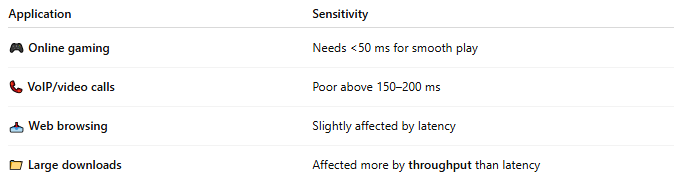 Application Sensitivity
🎮 Online gaming Needs <50 ms for smooth play
📞 VoIP/video calls Poor above 150–200 ms
📥 Web browsing Slightly affected by latency
📁 Large downloads Affected more by throughput than latency